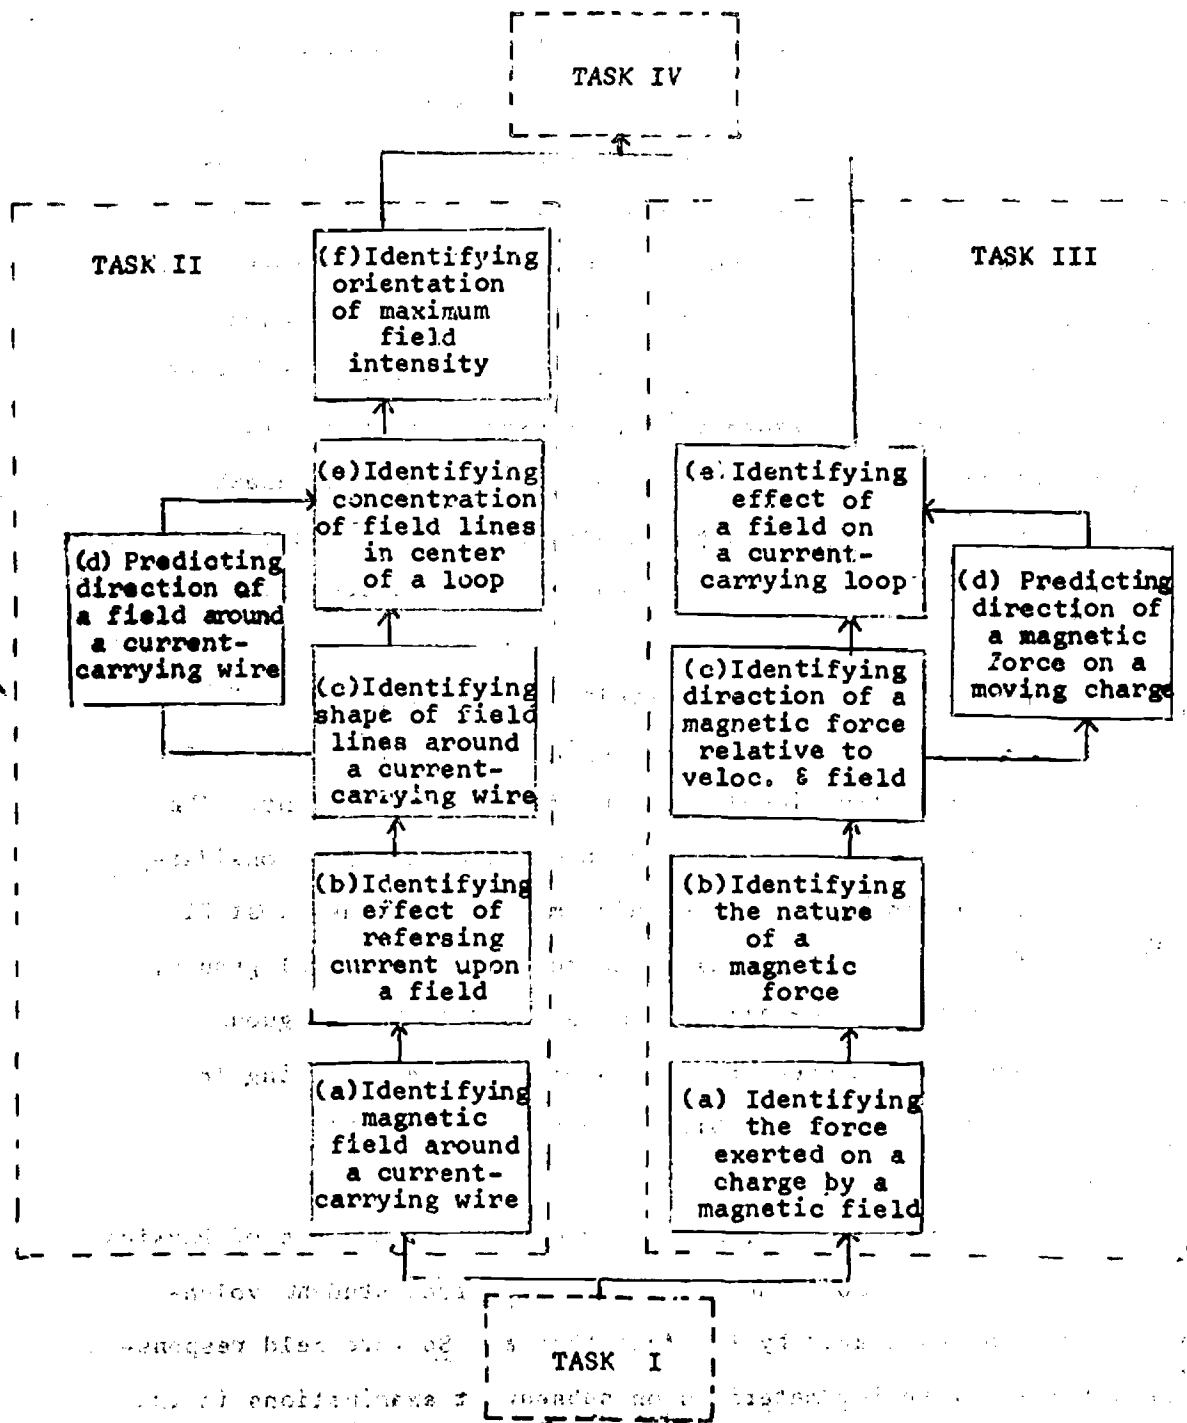 TASK IV
TASK II
(f)Identifying
orientation
of maximum
field
intensity
(e)Identifying
concentration
of field lines
in center
of a loop
(d) Predicting
direction of
a field around
a current-
carrying wire
(c)Identifying
shape of field
lines around
a current-
carrying wire
(b)Identifying
effect of
refersing
current upon
a field
(a)Identifying
magnetic
field around
a current-
carrying wire
TASK III
(e.Identifying
effect of
a field on
a current-
carrying loop
(d) Predicting
direction of
a magnetic
force on a
moving charge
(c)Identifying
direction of a
magnetic force
relative to
veloc. & field
(b)Identifying
the nature
of a
magnetic
force
(a) Identifying
the force
exerted on a
charge by a
magnetic field
TASK I